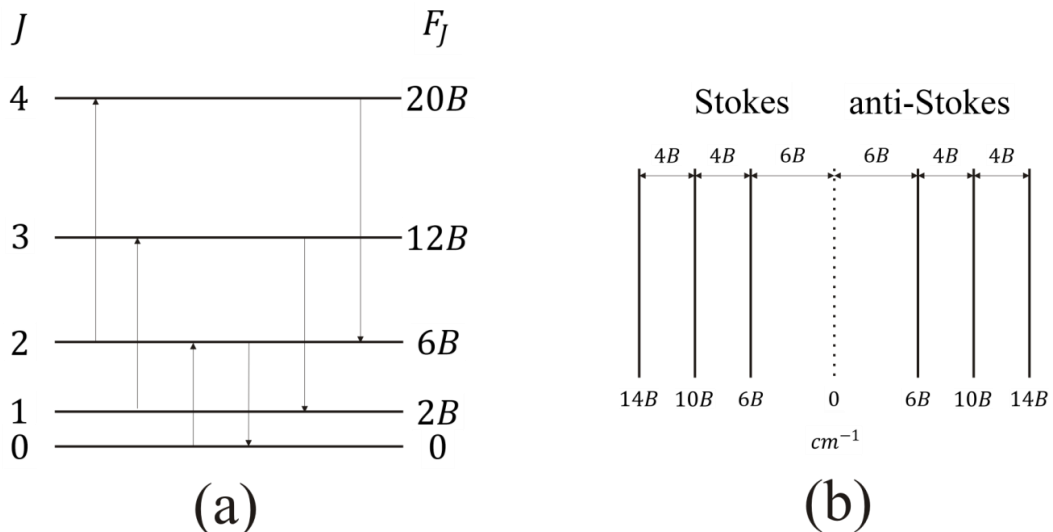 J F_J
4 20B
3 12B
2 6B
1 2B
0 0
(a)
Stokes anti-Stokes
4B 4B 6B 6B 4B 4B
14B 10B 6B 0 6B 10B 14B
cm⁻¹
(b)